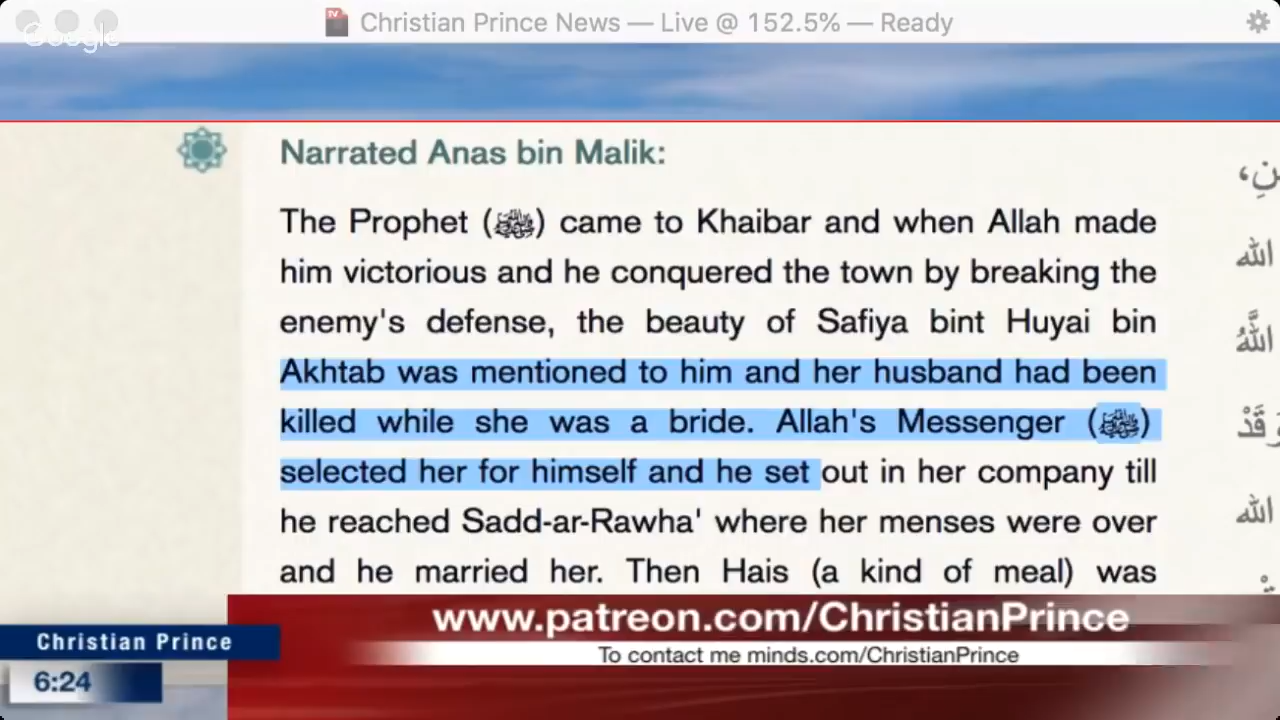 Christian Prince News — Live @ 152.5% — Ready
Google
Narrated Anas bin Malik:
The Prophet (ﷺ) came to Khaibar and when Allah made
him victorious and he conquered the town by breaking the
enemy's defense, the beauty of Safiya bint Huyai bin
Akhtab was mentioned to him and her husband had been
killed while she was a bride. Allah's Messenger (ﷺ)
selected her for himself and he set out in her company till
he reached Sadd-ar-Rawha' where her menses were over
and he married her. Then Hais (a kind of meal) was
الله
اللَّهُ
الله
www.patreon.com/ChristianPrince
To contact me minds.com/ChristianPrince
Christian Prince
6:24